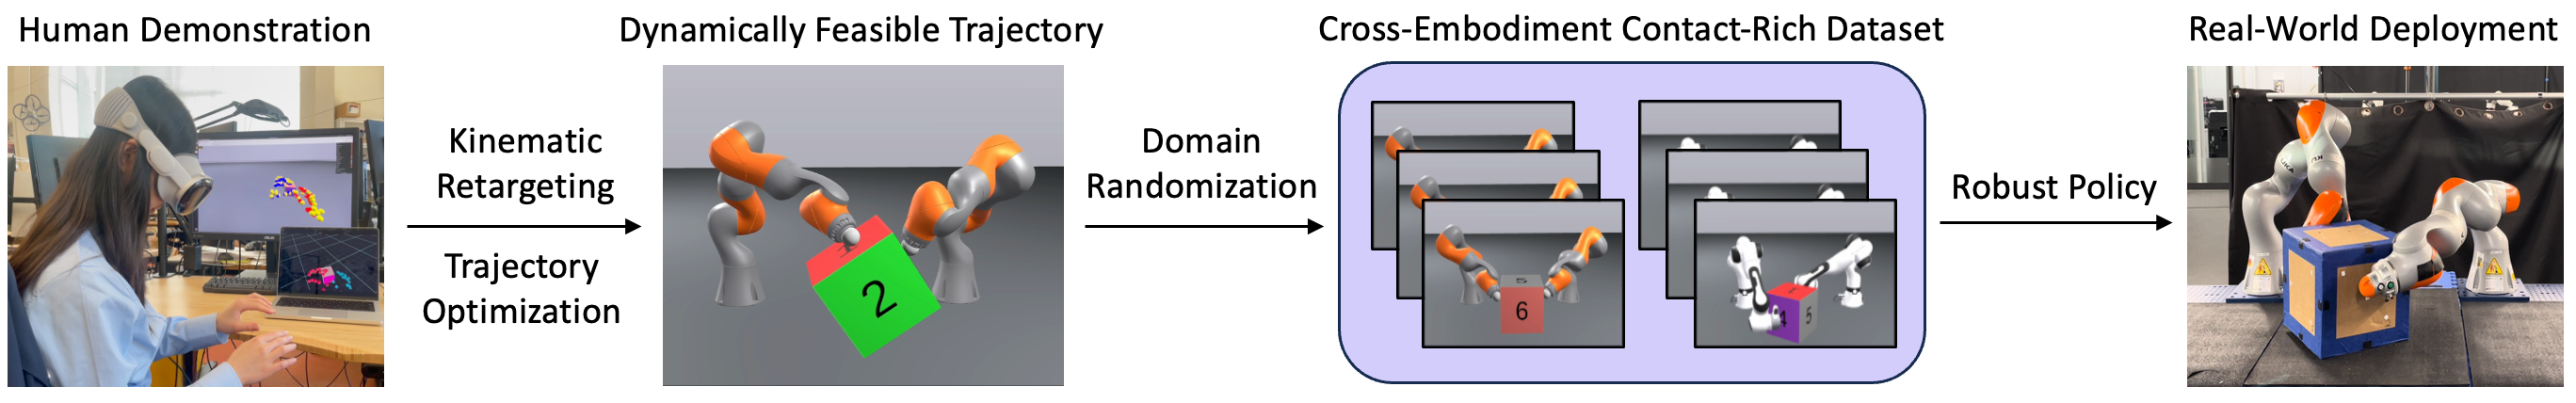 Human Demonstration
Kinematic
Retargeting
Trajectory
Optimization
Dynamically Feasible Trajectory
2
Domain
Randomization
Cross-Embodiment Contact-Rich Dataset
5
6
4
5
Robust Policy
Real-World Deployment